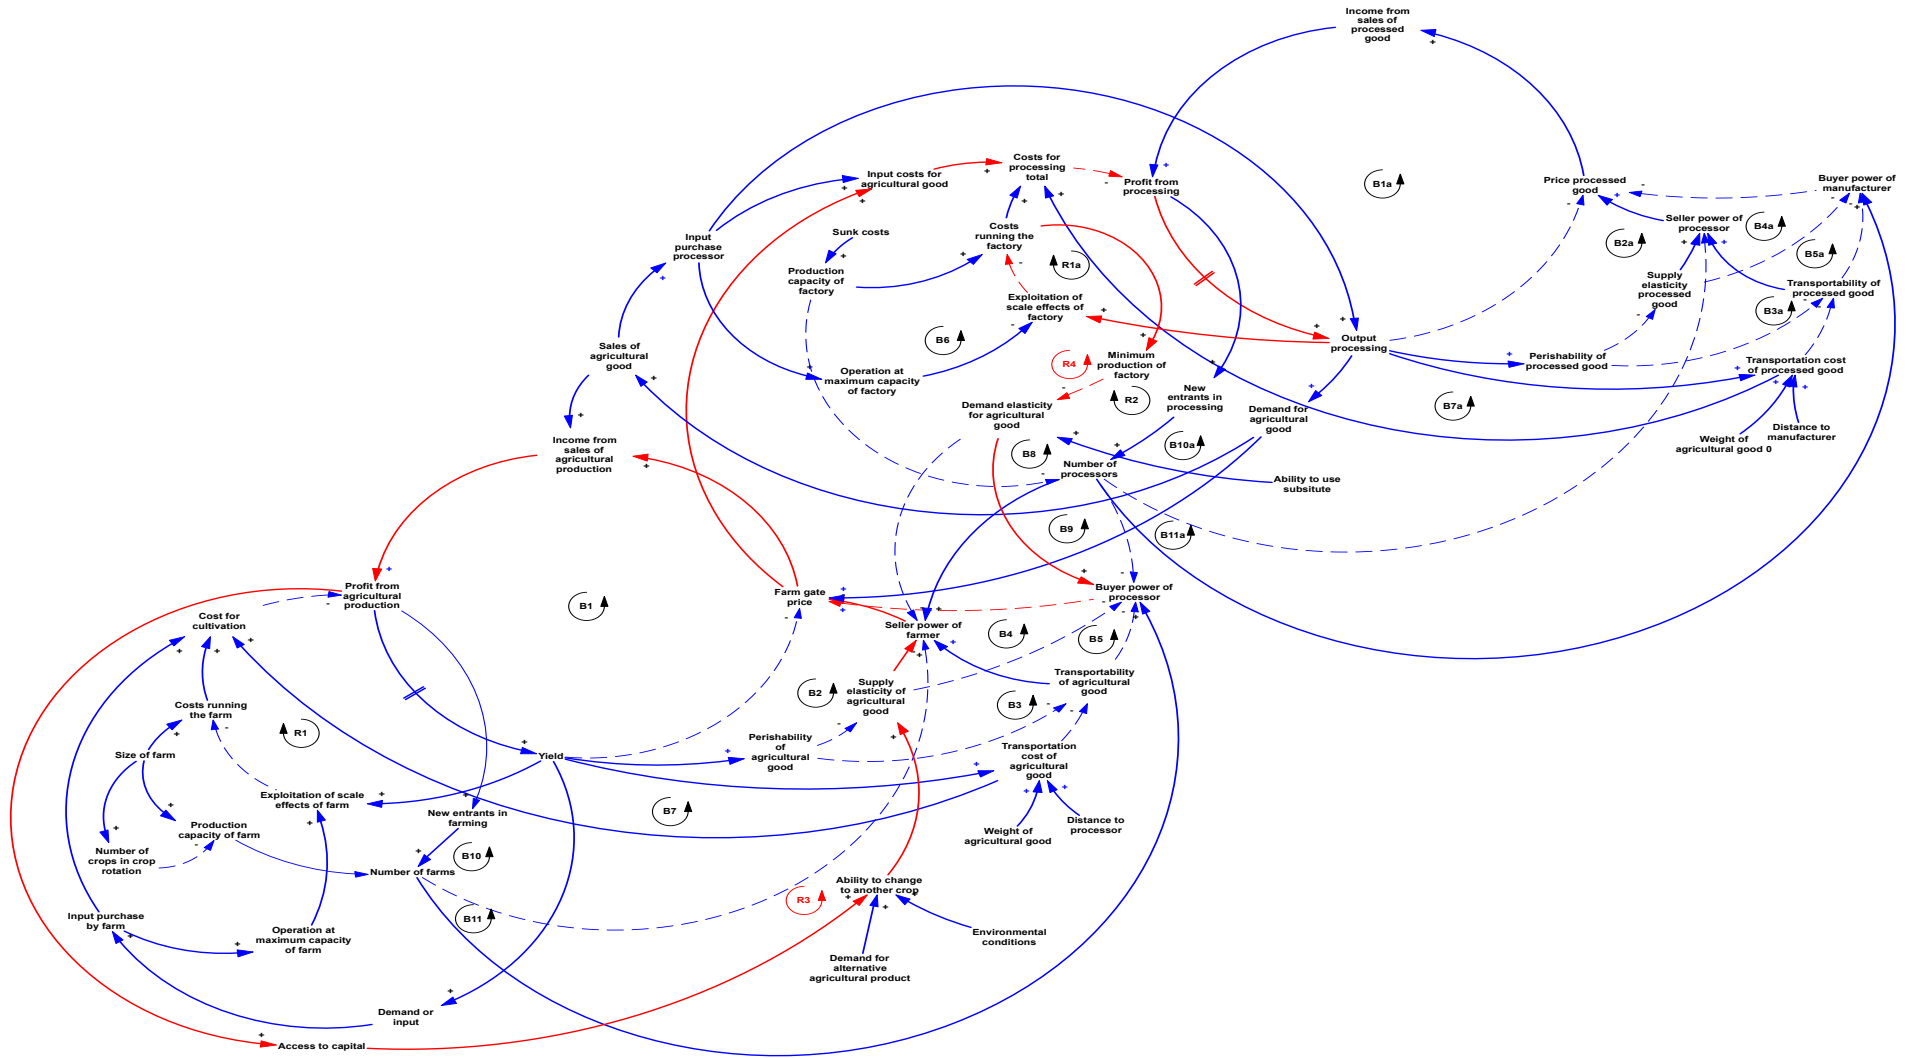 Income from
sales of
processed
good
+
Costs for
processing
total
Input costs for
agricultural good
Profit from
processing
B1a
Price processed
good
Buyer power of
manufacturer
Seller power of
processor
B4a
B2a
B5a
Sunk costs
Costs
running the
factory
Input
purchase
processor
R1a
Production
capacity of
factory
Supply
elasticity
processed
good
Transportability of
processed good
B3a
Exploitation of
scale effects of
factory
B6
Output
processing
Sales of
agricultural
good
R4
Minimum
production of
factory
Perishability of
processed good
Transportation cost
of processed good
Operation at
maximum capacity
of factory
R2
New
entrants in
processing
B7a
Demand elasticity
for agricultural
good
Demand for
agricultural
good
Distance to
manufacturer
Weight of
agricultural good 0
Income from
sales of
agricultural
production
B8
B10a
Number of
processors
Ability to use
subsitute
B9
B11a
Profit from
agricultural
production
Farm gate
price
Buyer power of
processor
B1
Cost for
cultivation
Seller power of
farmer
B4
B5
Transportability
of agricultural
good
B2
Supply
elasticity of
agricultural
good
B3
Costs running
the farm
R1
Size of farm
Yield
Perishability
of
agricultural
good
Transportation
cost of
agricultural
good
Exploitation of scale
effects of farm
B7
New entrants in
farming
Production
capacity of farm
Weight of
agricultural good
Distance to
processor
Number of
crops in crop
rotation
B10
Number of farms
Ability to change
to another crop
R3
B11
Input purchase
by farm
Operation at
maximum capacity
of farm
Environmental
conditions
Demand for
alternative
agricultural product
Demand or
input
Access to capital